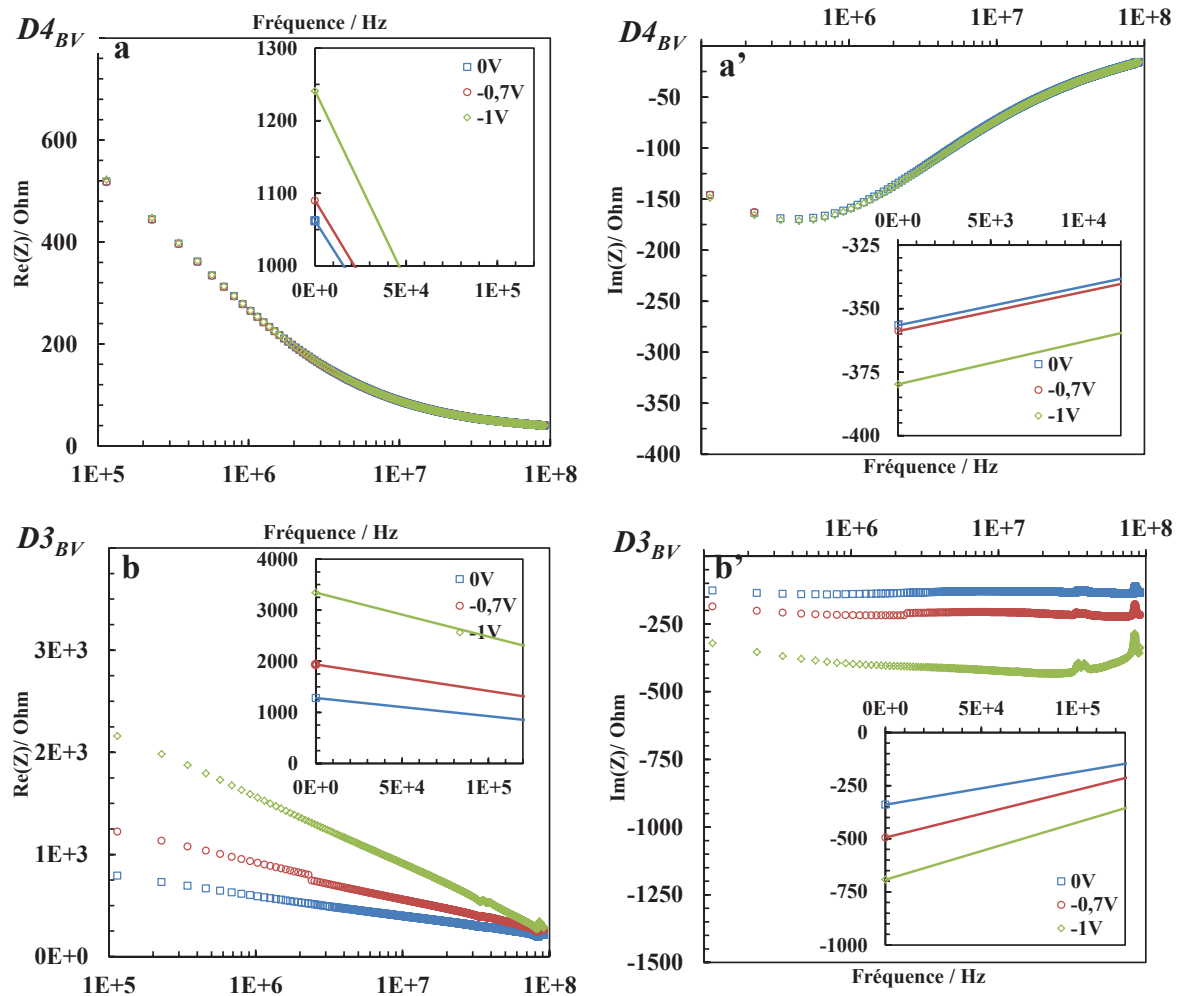 D4BV
a
Fréquence / Hz
Re(Z)/ Ohm
800
600
400
200
0
1E+5
1E+6
1E+7
1E+8
1300
1200
1100
1000
0E+0
5E+4
1E+5
0V
-0,7V
-1V
D4BV
a'
1E+6
1E+7
1E+8
Im(Z)/ Ohm
-50
-100
-150
-200
-250
-300
-350
-400
Fréquence / Hz
0E+0
5E+3
1E+4
-325
-350
-375
-400
0V
-0,7V
-1V
D3BV
b
Fréquence / Hz
Re(Z)/ Ohm
3E+3
2E+3
1E+3
0E+0
1E+5
1E+6
1E+7
1E+8
4000
3500
3000
2500
2000
1500
1000
500
0
0E+0
5E+4
1E+5
0V
-0,7V
-1V
D3BV
b'
1E+6
1E+7
1E+8
Im(Z)/ Ohm
-250
-500
-750
-1000
-1250
-1500
Fréquence / Hz
0E+0
5E+4
1E+5
0
-250
-500
-750
-1000
0V
-0,7V
-1V